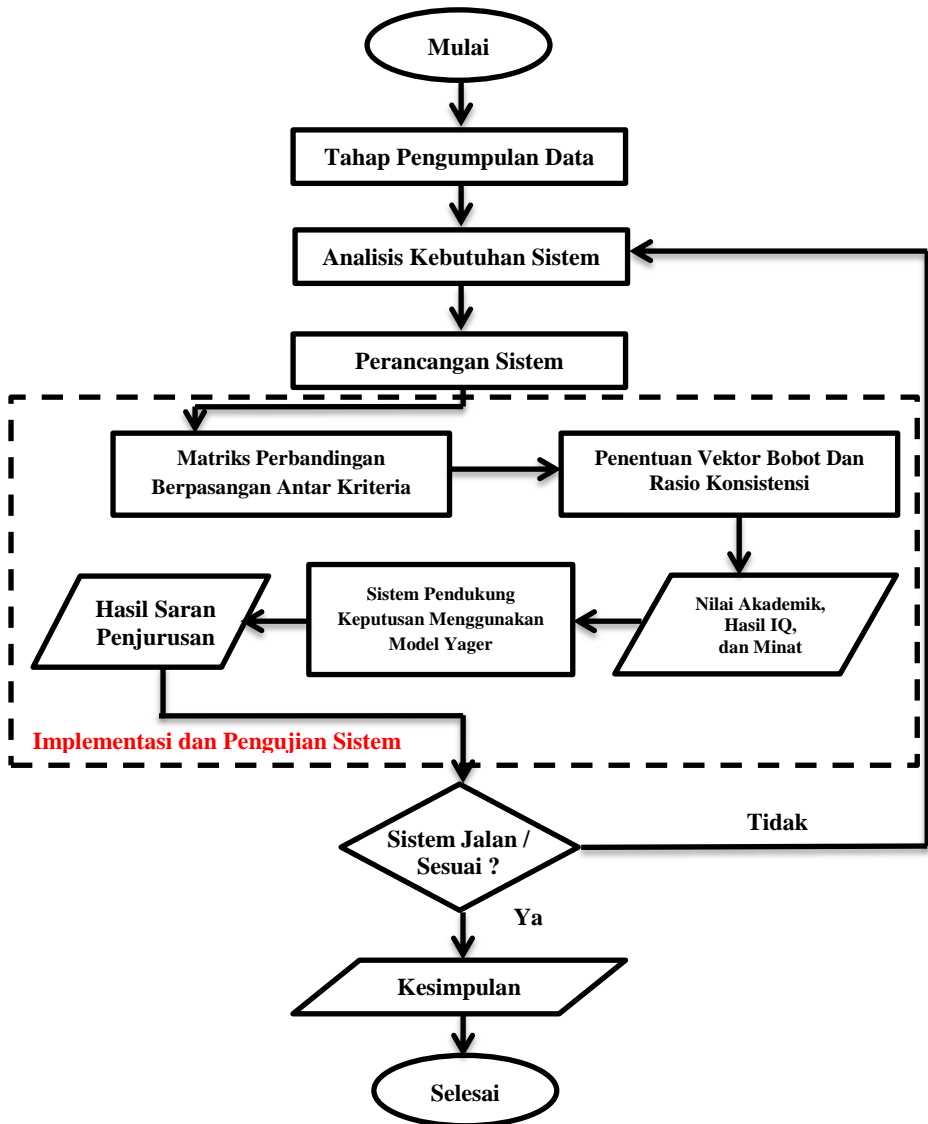 Mulai
Tahap Pengumpulan Data
Analisis Kebutuhan Sistem
Perancangan Sistem
Matriks Perbandingan
Berpasangan Antar Kriteria
Penentuan Vektor Bobot Dan
Rasio Konsistensi
Nilai Akademik,
Hasil IQ,
dan Minat
Sistem Pendukung
Keputusan Menggunakan
Model Yager
Hasil Saran
Penjurusan
Implementasi dan Pengujian Sistem
Sistem Jalan /
Sesuai ?
Tidak
Ya
Kesimpulan
Selesai